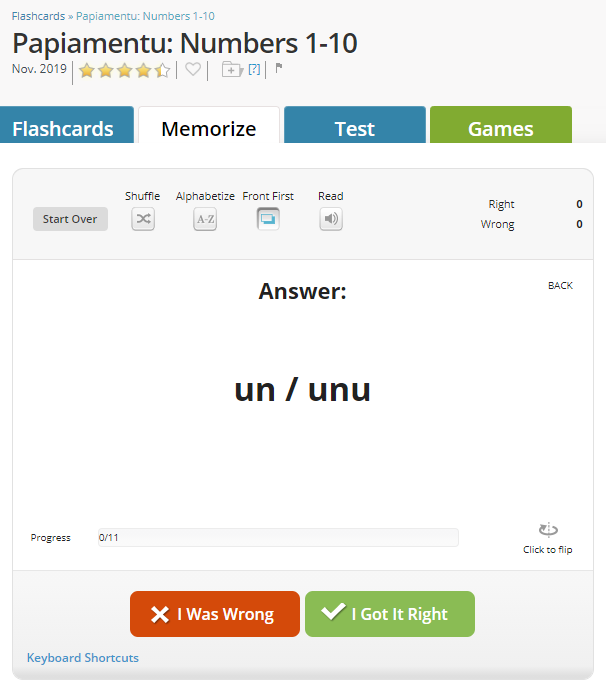 Flashcards » Papiamentu: Numbers 1-10
Papiamentu: Numbers 1-10
Nov. 2019 [?]
Flashcards Memorize Test Games
Shuffle Alphabetize Front First Read
Start Over A-Z
Right 0
Wrong 0
Answer:
BACK
un / unu
Progress 0/11
Click to flip
I Was Wrong I Got It Right
Keyboard Shortcuts